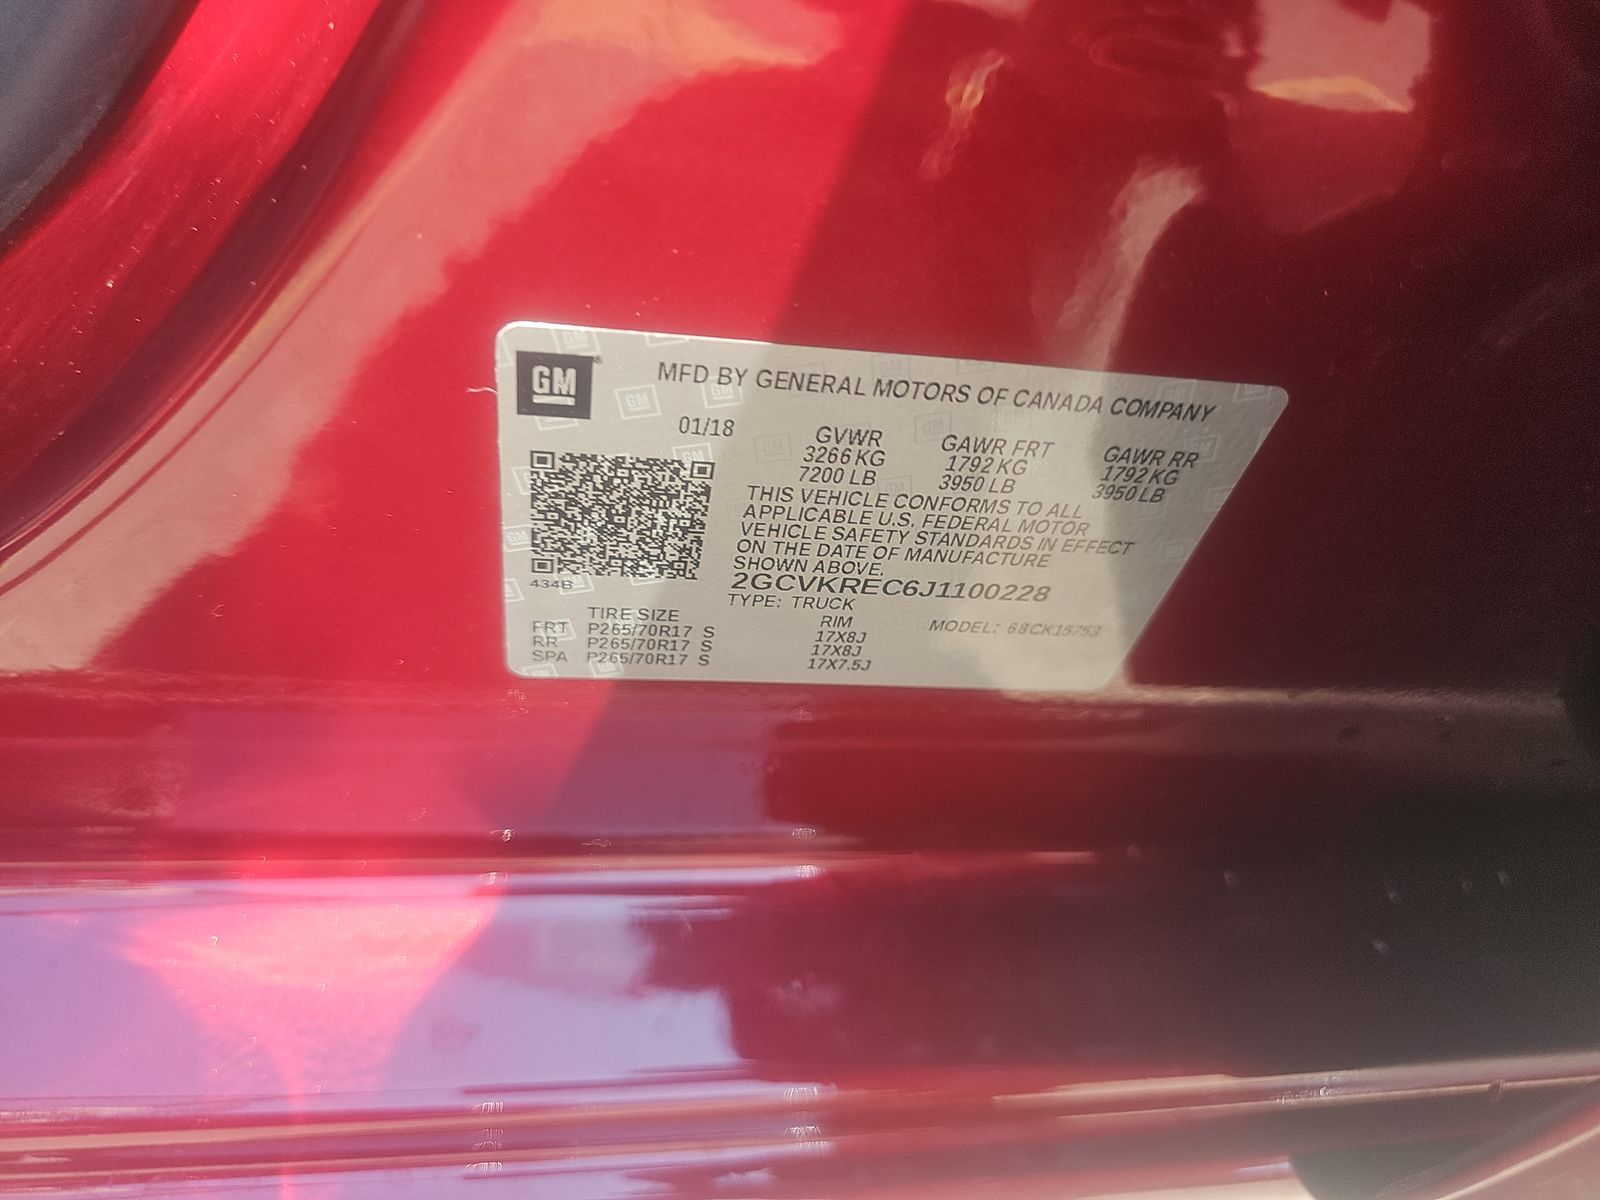 GM
MFD BY GENERAL MOTORS OF CANADA COMPANY
01/18
GVWR GAWR FRT GAWR RR
3266 KG 1792 KG 1792 KG
7200 LB 3950 LB 3950 LB
THIS VEHICLE CONFORMS TO ALL
APPLICABLE U.S. FEDERAL MOTOR
VEHICLE SAFETY STANDARDS IN EFFECT
ON THE DATE OF MANUFACTURE
SHOWN ABOVE.
2GCVKREC6J1100228
TYPE: TRUCK
434B
TIRE SIZE RIM MODEL: 68CK15753
FRT P265/70R17 S 17X8J
RR P265/70R17 S 17X8J
SPA P265/70R17 S 17X7.5J